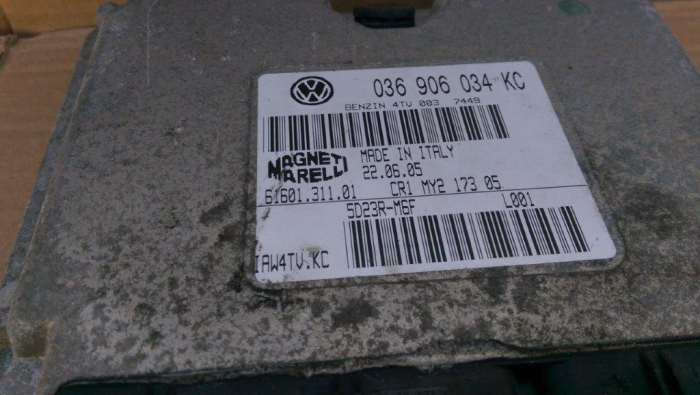 036 906 034 KC
BENZIN 4TV 003 7449
MAGNETI
MARELLI
MADE IN ITALY
22.06.05
61601.311.01 CR1 MY2 173 05
5D23R-M6F L001
IAW4TV.KC